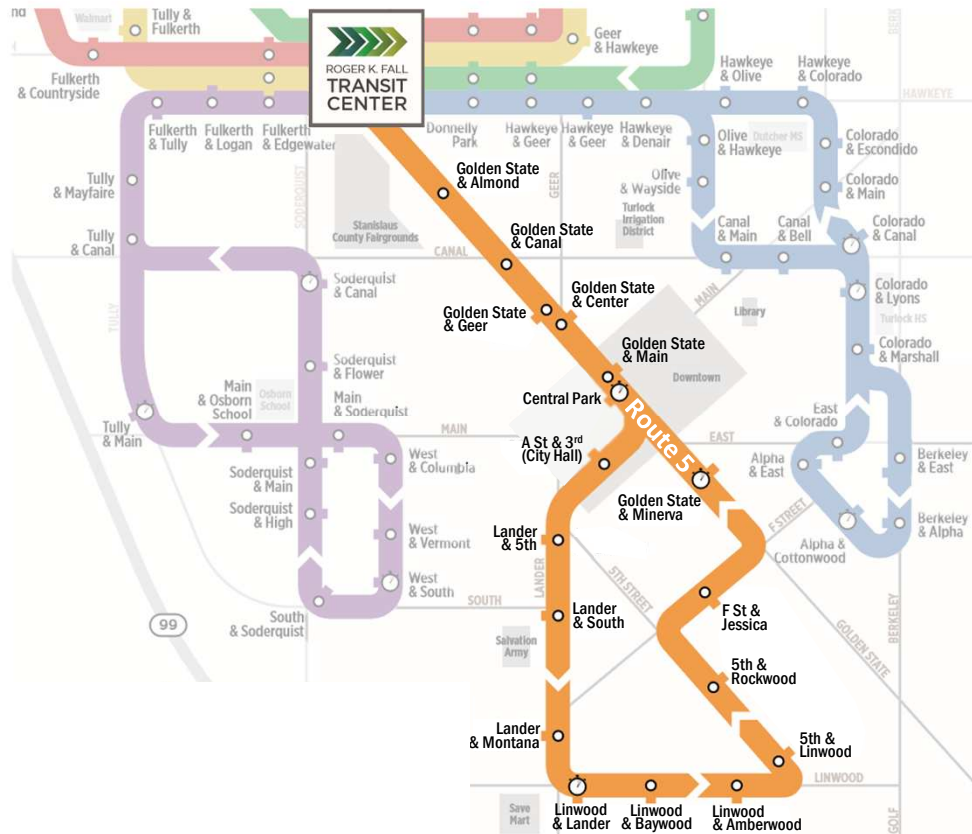 Walmart
Tully &
Fulkerth
Fulkerth
& Countryside
ROGER K. FALL
TRANSIT
CENTER
Geer
& Hawkeye
Hawkeye
& Olive
Hawkeye
& Colorado
HAWKEYE
Fulkerth
& Tully
Fulkerth
& Logan
Fulkerth
& Edgewater
Donnelly
Park
Hawkeye
& Geer
Hawkeye
& Geer
Hawkeye
& Denair
Olive
& Hawkeye
Dutcher MS
Colorado
& Escondido
Tully
& Mayfaire
SODERQUIST
Golden State
& Almond
GEER
Olive
& Wayside
Colorado
& Main
Stanislaus
County Fairgrounds
Turlock
Irrigation
District
Tully
& Canal
Golden State
& Canal
CANAL
Canal
& Main
Canal
& Bell
Colorado
& Canal
Soderquist
& Canal
Golden State
& Center
MAIN
Colorado
& Lyons
TULLY
Golden State
& Geer
Library
Turlock HS
Soderquist
& Flower
Golden State
& Main
Colorado
& Marshall
Downtown
Main
& Osborn
School
Osborn
School
Main
& Soderquist
Central Park
Route 5
East
& Colorado
Tully
& Main
MAIN
EAST
A St & 3rd
(City Hall)
West
& Columbia
Alpha
& East
Berkeley
& East
Soderquist
& Main
Golden State
& Minerva
Soderquist
& High
F STREET
Berkeley
& Alpha
West
& Vermont
Lander
& 5th
Alpha &
Cottonwood
West
& South
LANDER
5TH STREET
SOUTH
South
& Soderquist
Lander
& South
F St &
Jessica
BERKELEY
99
Salvation
Army
GOLDEN STATE
5th &
Rockwood
Lander
& Montana
5th &
Linwood
LINWOOD
Save
Mart
Linwood
& Lander
Linwood
& Baywood
Linwood
& Amberwood
GOLF